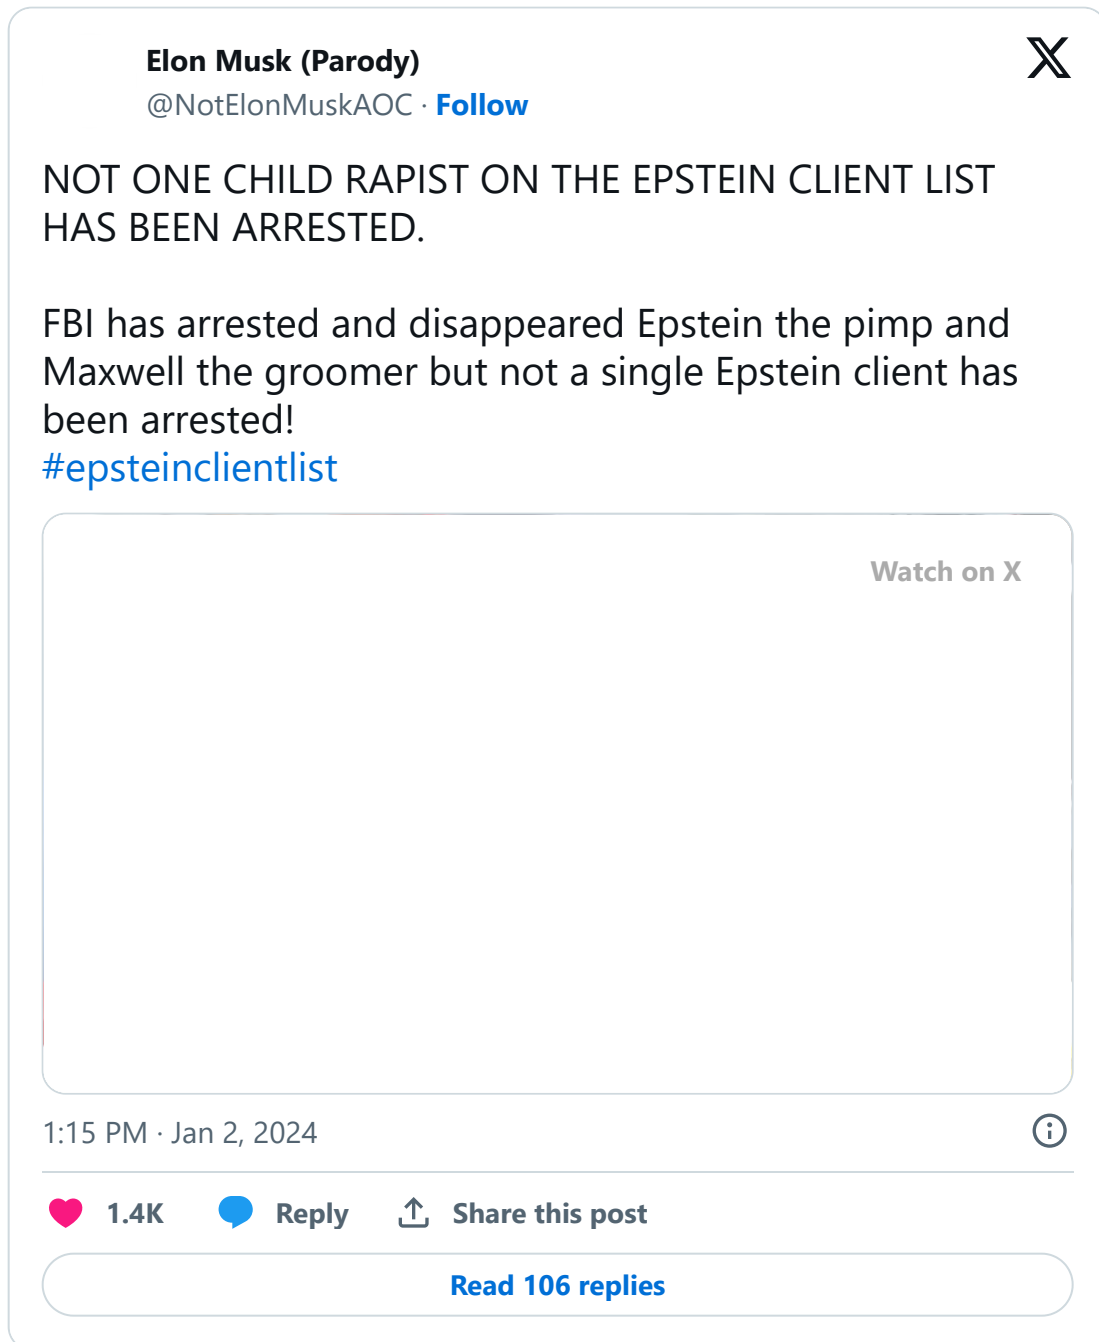 Elon Musk (Parody)
@NotElonMuskAOC · Follow
NOT ONE CHILD RAPIST ON THE EPSTEIN CLIENT LIST
HAS BEEN ARRESTED.
FBI has arrested and disappeared Epstein the pimp and
Maxwell the groomer but not a single Epstein client has
been arrested!
#epsteinclientlist
Watch on X
1:15 PM · Jan 2, 2024
1.4K Reply Share this post
Read 106 replies